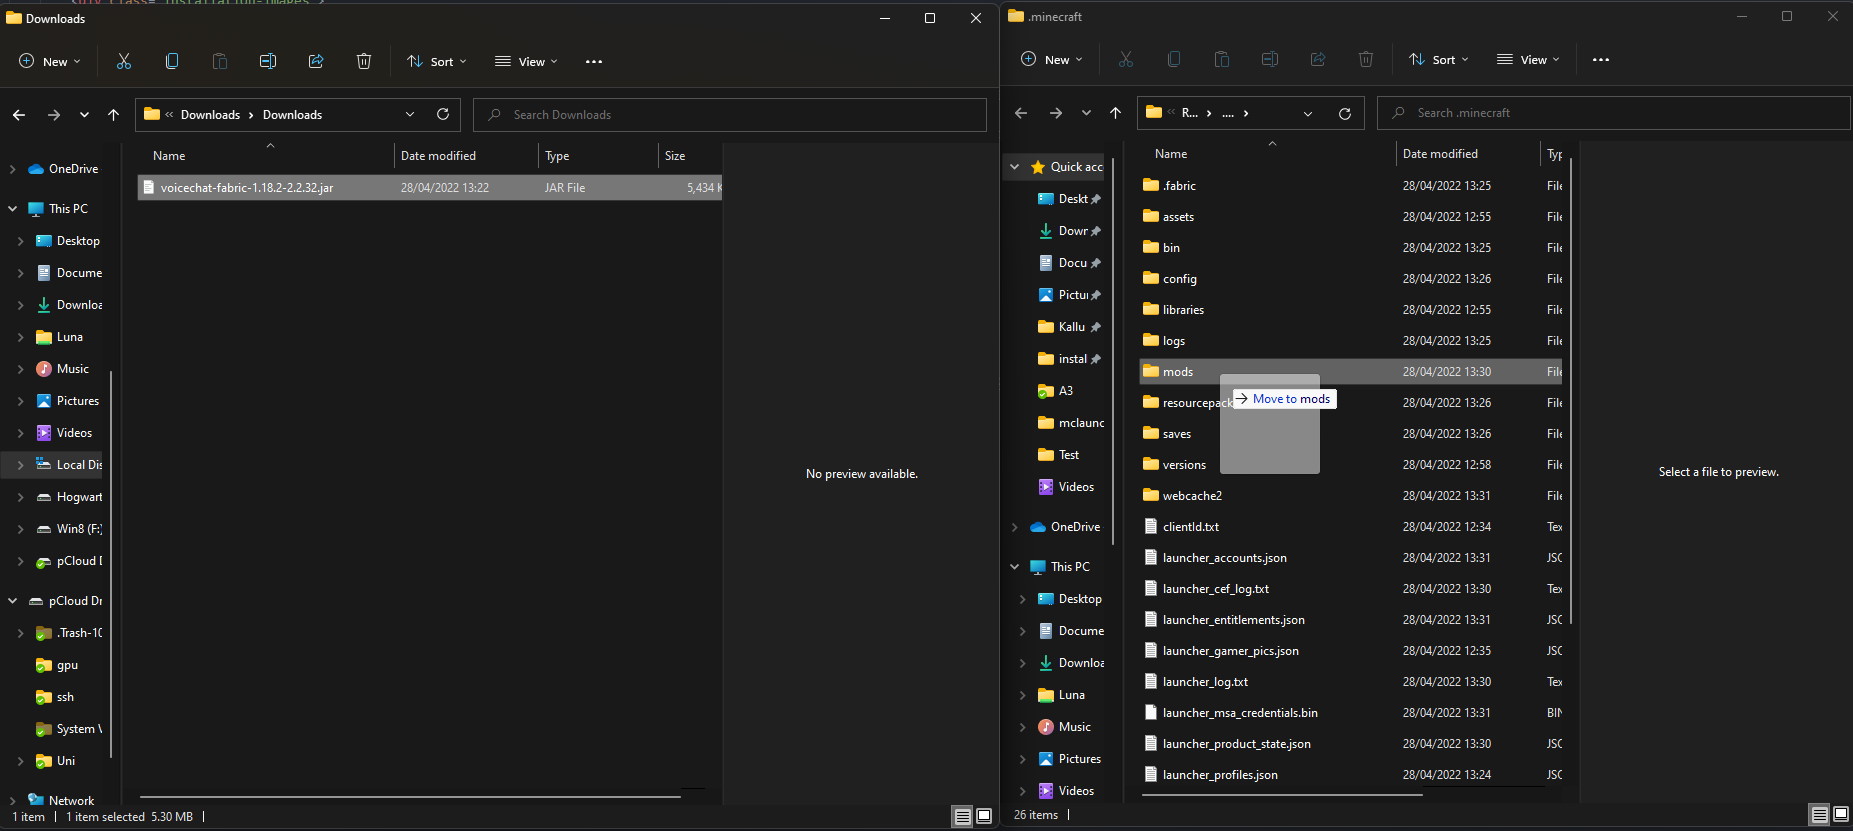 Downloads
New
Sort
View
Downloads
Downloads
Search Downloads
Name
Date modified
Type
Size
voicechat-fabric-1.18.2-2.2.32.jar
28/04/2022 13:22
JAR File
5,434 K
OneDrive
This PC
Desktop
Docume
Downloa
Luna
Music
Pictures
Videos
Local Dis
Hogwart
Win8 (F:)
pCloud D
pCloud Dr
.Trash-10
gpu
ssh
System V
Uni
Network
No preview available.
1 item
1 item selected 5.30 MB
.minecraft
New
Sort
View
R...
....
Search .minecraft
Quick acc
Deskt
Dowr
Docu
Pictu
Kallu
instal
A3
mclaunc
Test
Videos
OneDrive
This PC
Desktop
Docume
Downloa
Luna
Music
Pictures
Videos
Name
Date modified
Typ
.fabric 28/04/2022 13:25 File
assets 28/04/2022 12:55 File
bin 28/04/2022 13:25 File
config 28/04/2022 13:26 File
libraries 28/04/2022 12:55 File
logs 28/04/2022 13:25 File
mods 28/04/2022 13:30 File
resourcepack 28/04/2022 13:26 File
Move to mods
saves 28/04/2022 13:26 File
versions 28/04/2022 12:58 File
webcache2 28/04/2022 13:31 File
clientId.txt 28/04/2022 12:34 Tex
launcher_accounts.json 28/04/2022 13:31 JSC
launcher_cef_log.txt 28/04/2022 13:30 Tex
launcher_entitlements.json 28/04/2022 13:31 JSC
launcher_gamer_pics.json 28/04/2022 12:35 JSC
launcher_log.txt 28/04/2022 13:30 Tex
launcher_msa_credentials.bin 28/04/2022 13:31 BIN
launcher_product_state.json 28/04/2022 13:30 JSC
launcher_profiles.json 28/04/2022 13:24 JSC
Select a file to preview.
26 items